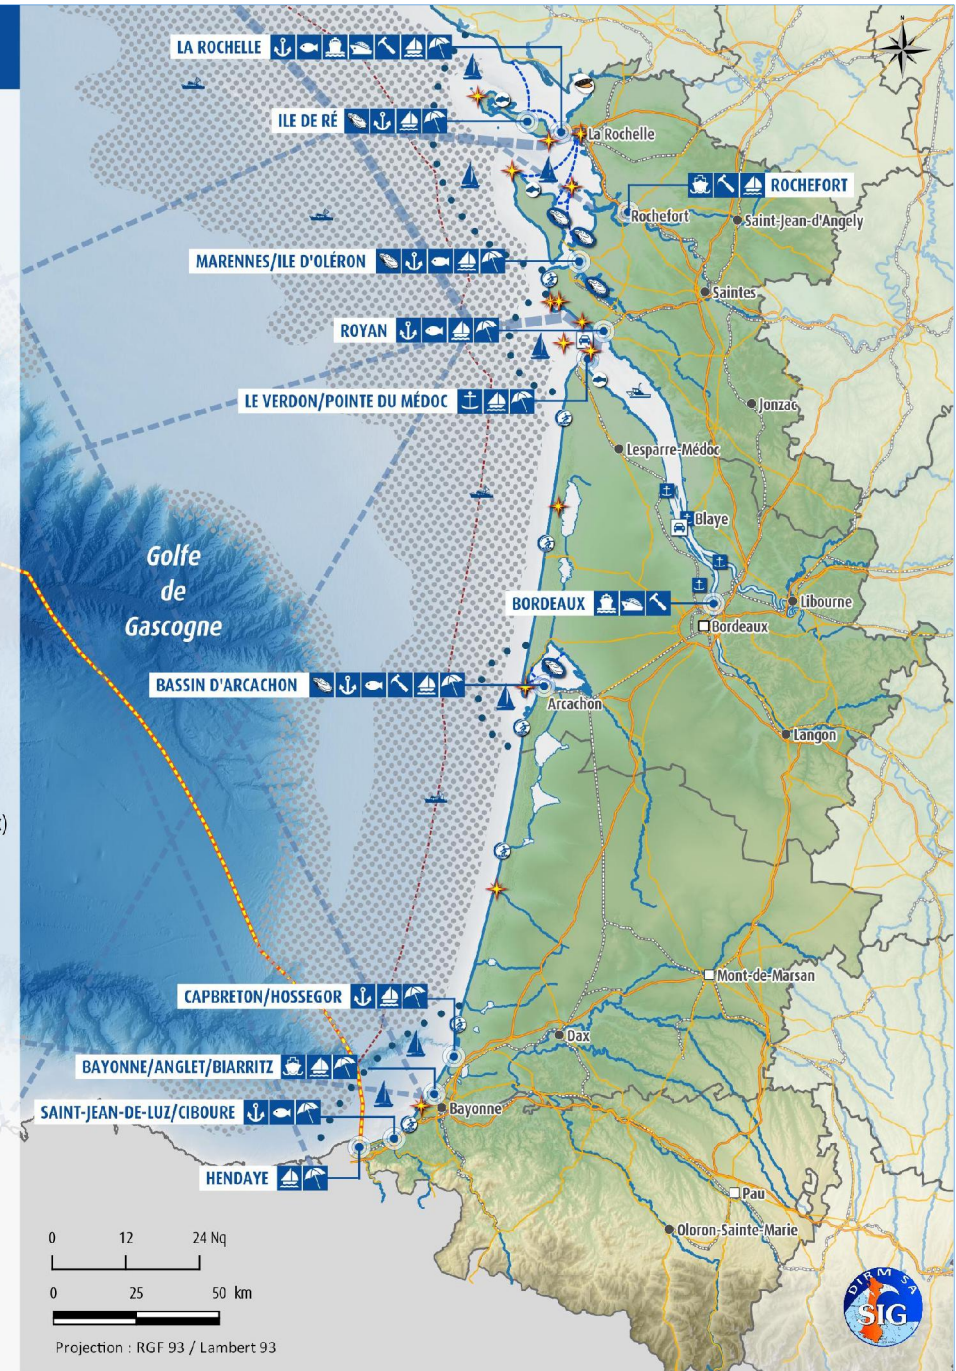 N
LA ROCHELLE
ILE DE RÉ
La Rochelle
ROCHEFORT
Rochefort
Saint-Jean-d'Angely
MARENNES/ILE D'OLÉRON
Saintes
ROYAN
LE VERDON/POINTE DU MÉDOC
Jonzac
Lesparre-Médoc
Blaye
Golfe
de
Gascogne
BORDEAUX
Libourne
Bordeaux
BASSIN D'ARCACHON
Arcachon
Langon
)
Mont-de-Marsan
CAPBRETON/HOSSEGOR
Dax
BAYONNE/ANGLET/BIARRITZ
Bayonne
SAINT-JEAN-DE-LUZ/CIBOURE
HENDAYE
Pau
Oloron-Sainte-Marie
0 12 24 Nq
0 25 50 km
Projection : RGF 93 / Lambert 93
DIRM SA
SIG